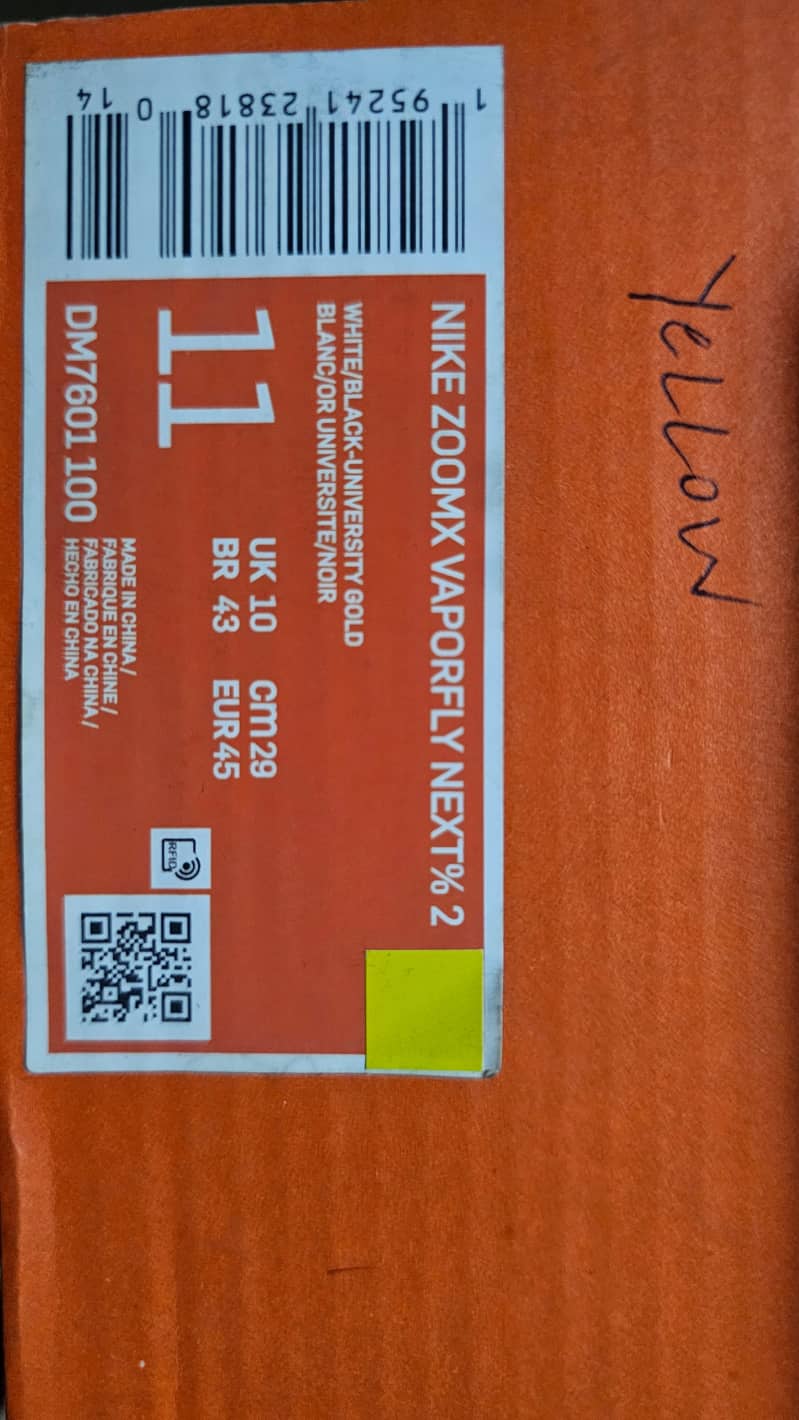 YeLLOW
NIKE ZOOMX VAPORFLY NEXT% 2
WHITE/BLACK-UNIVERSITY GOLD
BLANC/OR UNIVERSITE/NOIR
11
UK 10 cm 29
BR 43 EUR 45
DM7601 100
MADE IN CHINA /
FABRIQUE EN CHINE /
FABRICADO NA CHINA /
HECHO EN CHINA
RFID
1 95241 23818 0 14